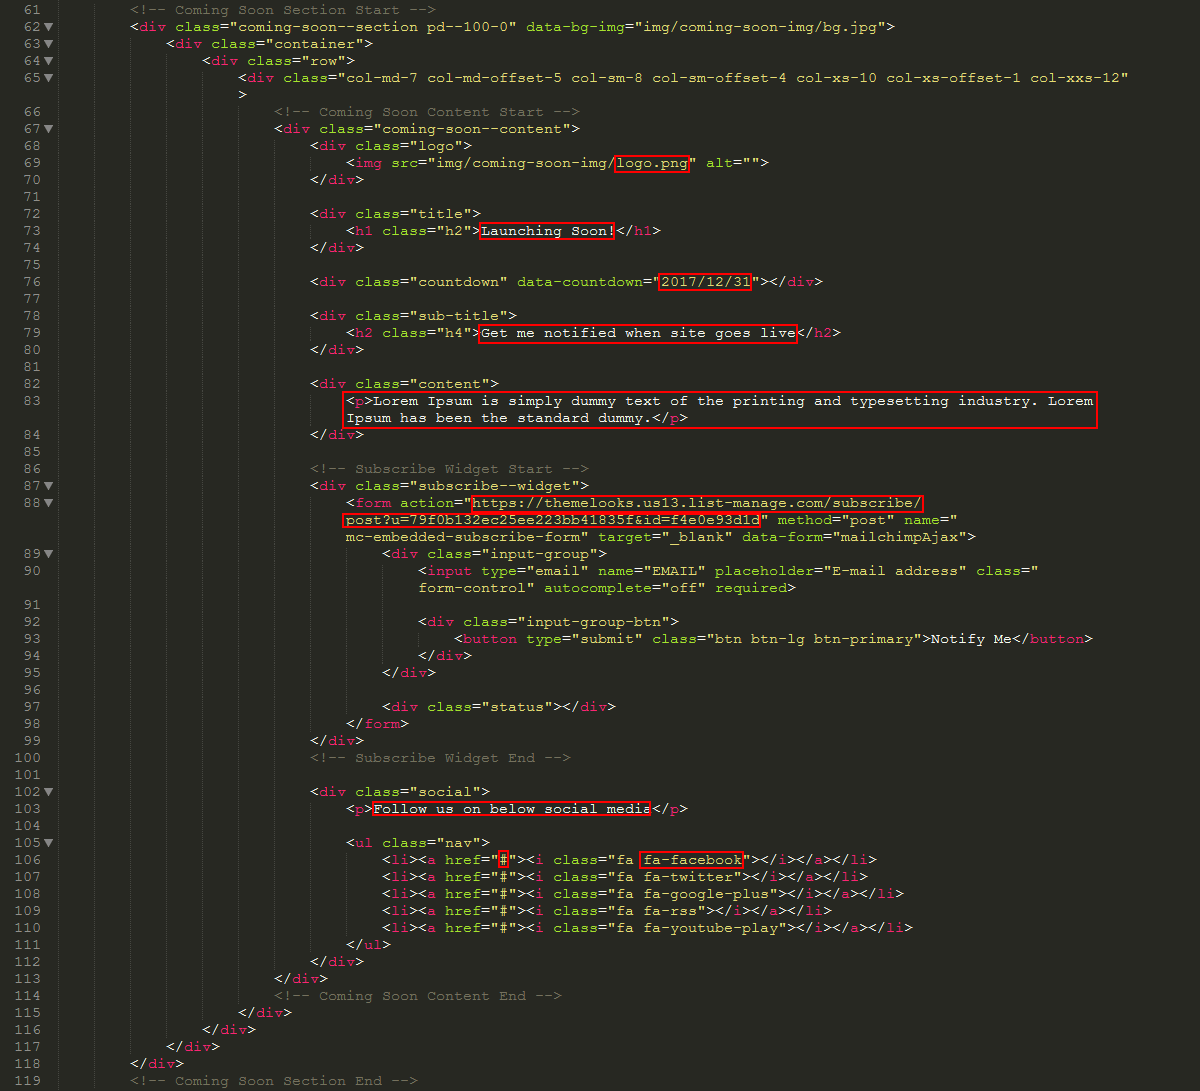 61 <!-- Coming Soon Section Start -->
62 <div class="coming-soon--section pd--100-0" data-bg-img="img/coming-soon-img/bg.jpg">
63 <div class="container">
64 <div class="row">
65 <div class="col-md-7 col-md-offset-5 col-sm-8 col-sm-offset-4 col-xs-10 col-xs-offset-1 col-xxs-12"
>
66 <!-- Coming Soon Content Start -->
67 <div class="coming-soon--content">
68 <div class="logo">
69 <img src="img/coming-soon-img/logo.png" alt="">
70 </div>
71
72 <div class="title">
73 <h1 class="h2">Launching Soon!</h1>
74 </div>
75
76 <div class="countdown" data-countdown="2017/12/31"></div>
77
78 <div class="sub-title">
79 <h2 class="h4">Get me notified when site goes live</h2>
80 </div>
81
82 <div class="content">
83 <p>Lorem Ipsum is simply dummy text of the printing and typesetting industry. Lorem
Ipsum has been the standard dummy.</p>
84 </div>
85
86 <!-- Subscribe Widget Start -->
87 <div class="subscribe--widget">
88 <form action="https://themelooks.us13.list-manage.com/subscribe/
post?u=79f0b132ec25ee223bb41835f&id=f4e0e93d1d" method="post" name="
mc-embedded-subscribe-form" target="_blank" data-form="mailchimpAjax">
89 <div class="input-group">
90 <input type="email" name="EMAIL" placeholder="E-mail address" class="
form-control" autocomplete="off" required>
91
92 <div class="input-group-btn">
93 <button type="submit" class="btn btn-lg btn-primary">Notify Me</button>
94 </div>
95 </div>
96
97 <div class="status"></div>
98 </form>
99 </div>
100 <!-- Subscribe Widget End -->
101
102 <div class="social">
103 <p>Follow us on below social media</p>
104
105 <ul class="nav">
106 <li><a href="#"><i class="fa fa-facebook"></i></a></li>
107 <li><a href="#"><i class="fa fa-twitter"></i></a></li>
108 <li><a href="#"><i class="fa fa-google-plus"></i></a></li>
109 <li><a href="#"><i class="fa fa-rss"></i></a></li>
110 <li><a href="#"><i class="fa fa-youtube-play"></i></a></li>
111 </ul>
112 </div>
113 </div>
114 <!-- Coming Soon Content End -->
115 </div>
116 </div>
117 </div>
118 </div>
119 <!-- Coming Soon Section End -->